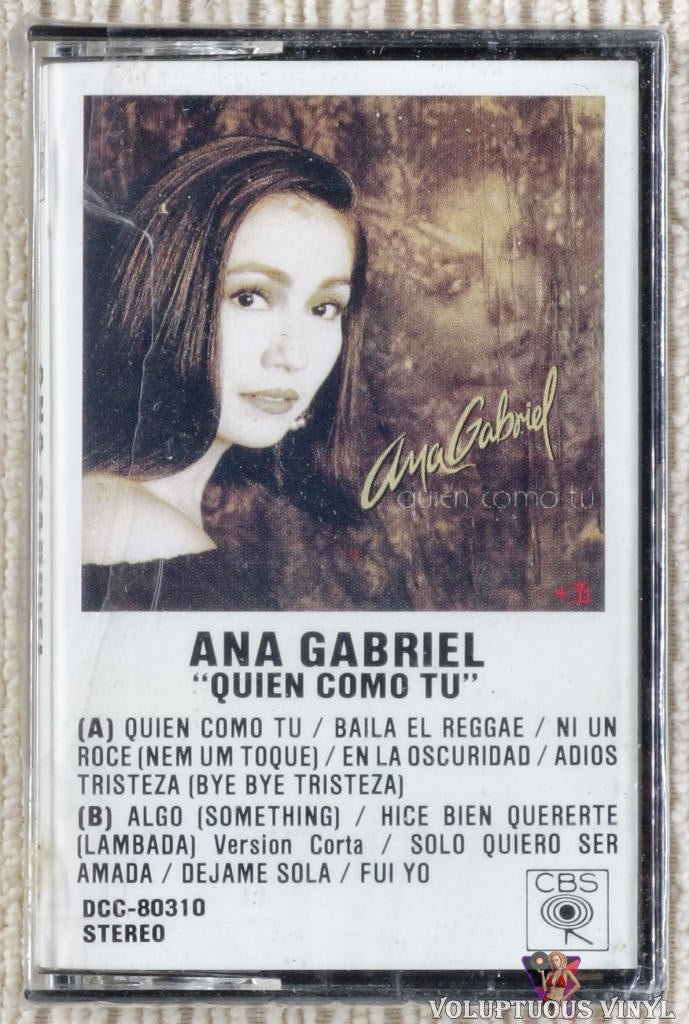 Ana Gabriel
quién como tú
ANA GABRIEL
"QUIEN COMO TU"
(A) QUIEN COMO TU / BAILA EL REGGAE / NI UN
ROCE (NEM UM TOQUE) / EN LA OSCURIDAD / ADIOS
TRISTEZA (BYE BYE TRISTEZA)
(B) ALGO (SOMETHING) / HICE BIEN QUERERTE
(LAMBADA) Version Corta / SOLO QUIERO SER
AMADA / DEJAME SOLA / FUI YO
DCC-80310
STEREO
CBS
VOLUPTUOUS VINYL